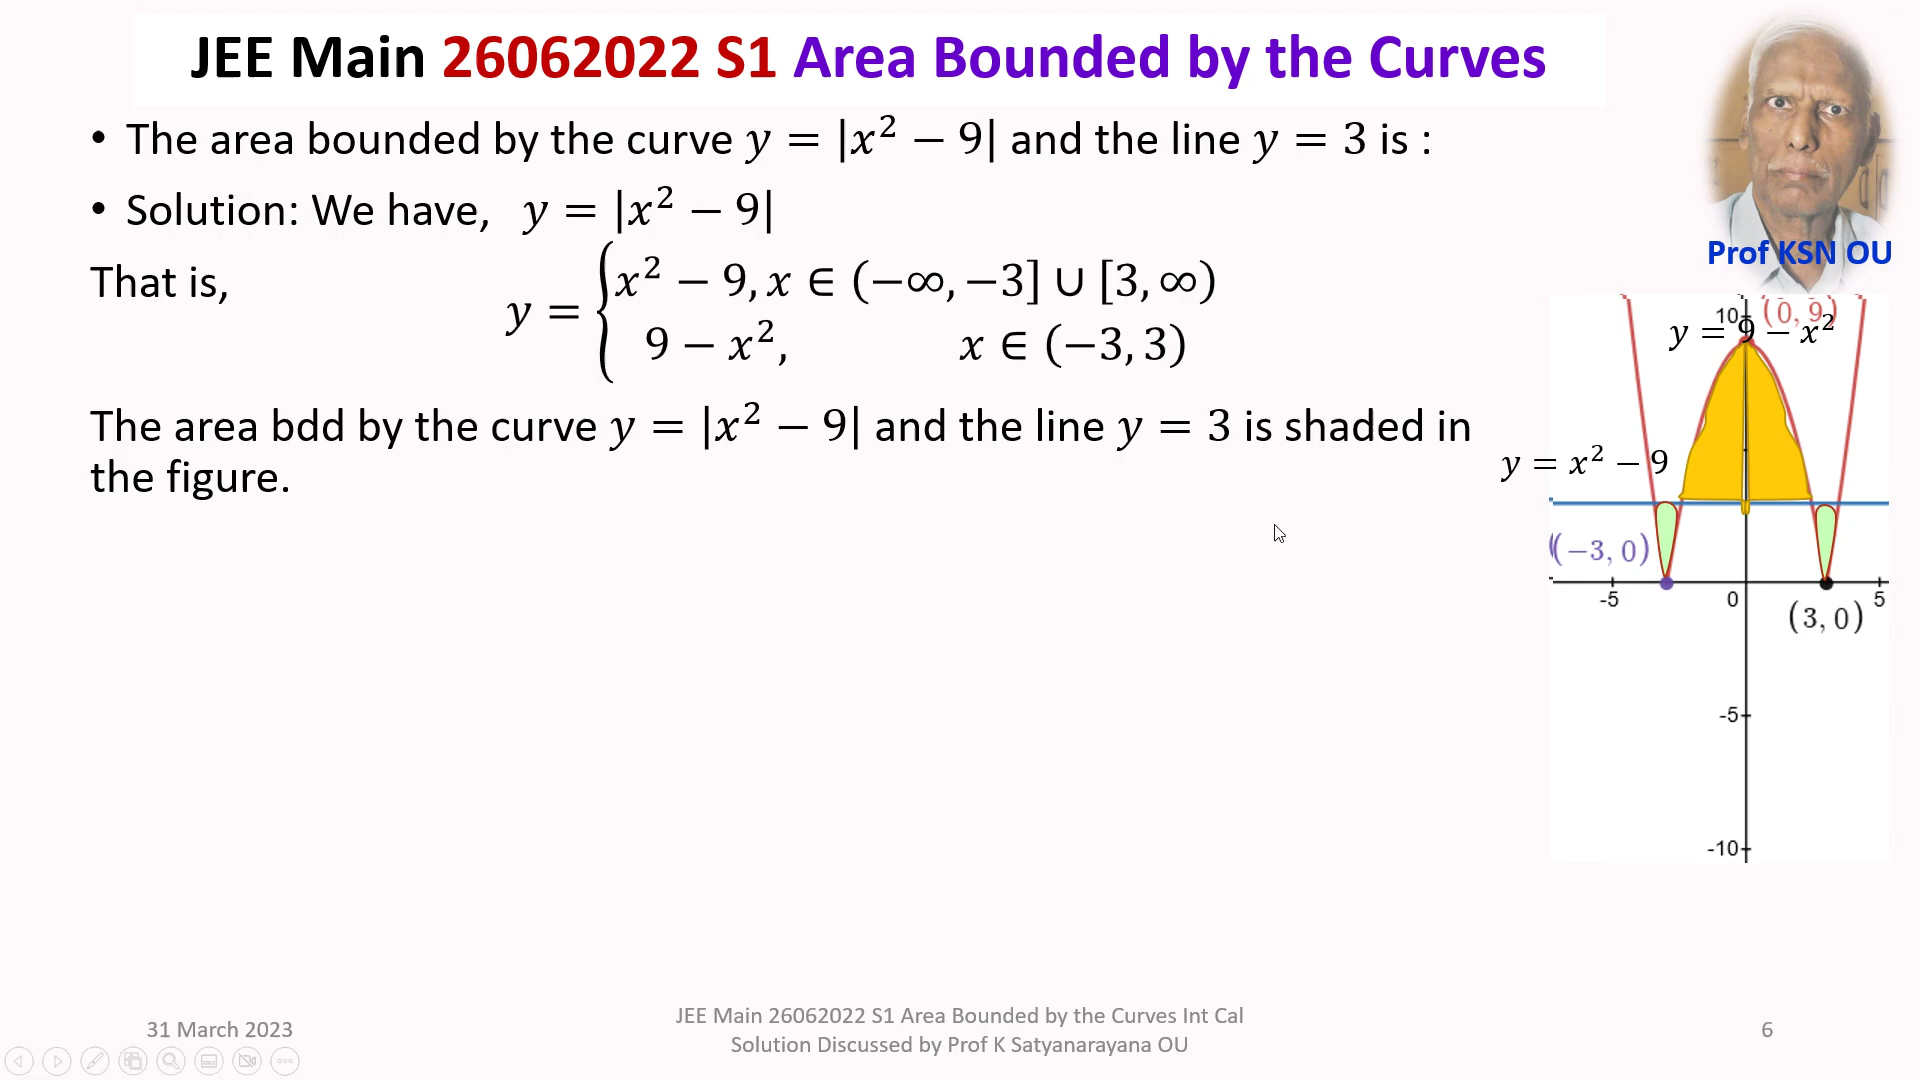 JEE Main 26062022 S1 Area Bounded by the Curves
• The area bounded by the curve y = |x² − 9| and the line y = 3 is :
• Solution: We have, y = |x² − 9|
That is,
y = { x² − 9, x ∈ (−∞, −3] ∪ [3, ∞)
9 − x², x ∈ (−3, 3)
The area bdd by the curve y = |x² − 9| and the line y = 3 is shaded in
the figure.
Prof KSN OU
10
(0, 9)
y = 9 − x²
y = x² − 9
(−3, 0)
-5
0
5
(3, 0)
-5
-10
31 March 2023
JEE Main 26062022 S1 Area Bounded by the Curves Int Cal
Solution Discussed by Prof K Satyanarayana OU
6